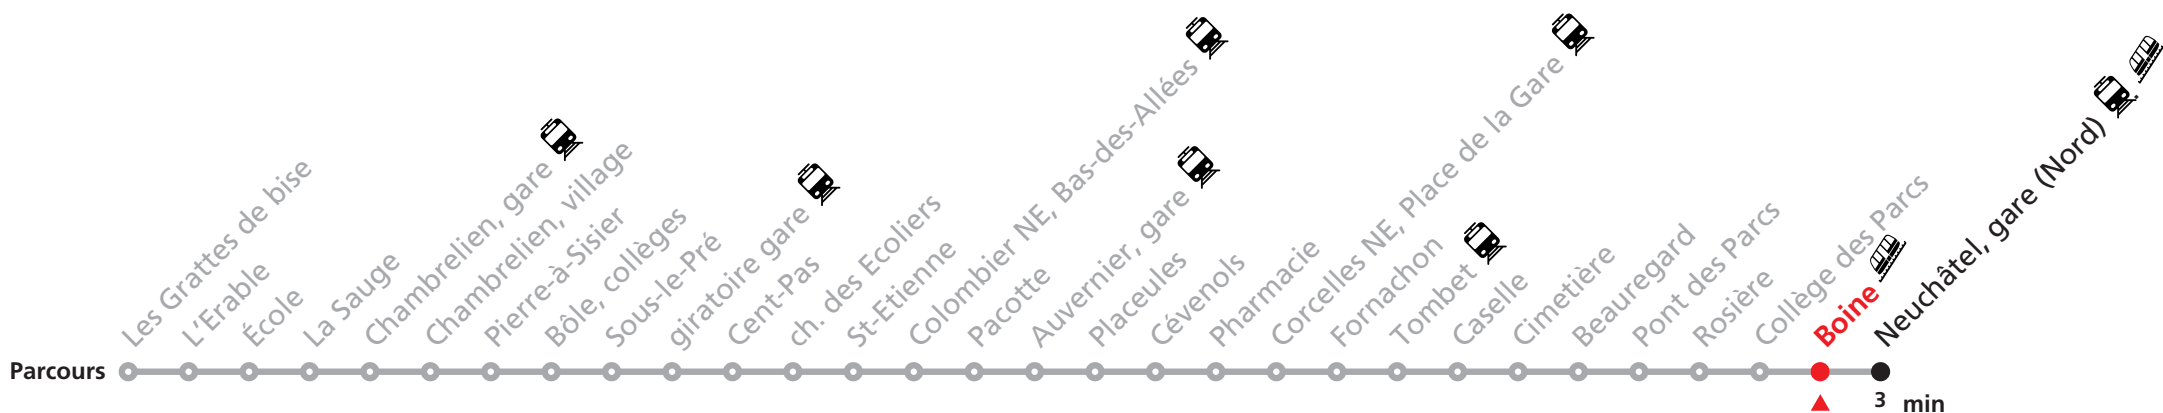 Les Grattes de bise
L'Erable
École
La Sauge
Chambrelien, gare
Chambrelien, village
Pierre-à-Sisier
Bôle, collèges
Sous-le-Pré
giratoire gare
Cent-Pas
ch. des Ecoliers
St-Etienne
Colombier NE, Bas-des-Allées
Pacotte
Auvernier, gare
Placeules
Cévenols
Pharmacie
Corcelles NE, Place de la Gare
Fornachon
Tombet
Caselle
Cimetière
Beauregard
Pont des Parcs
Rosière
Collège des Parcs
Boine
Neuchâtel, gare (Nord)
Parcours
3 min